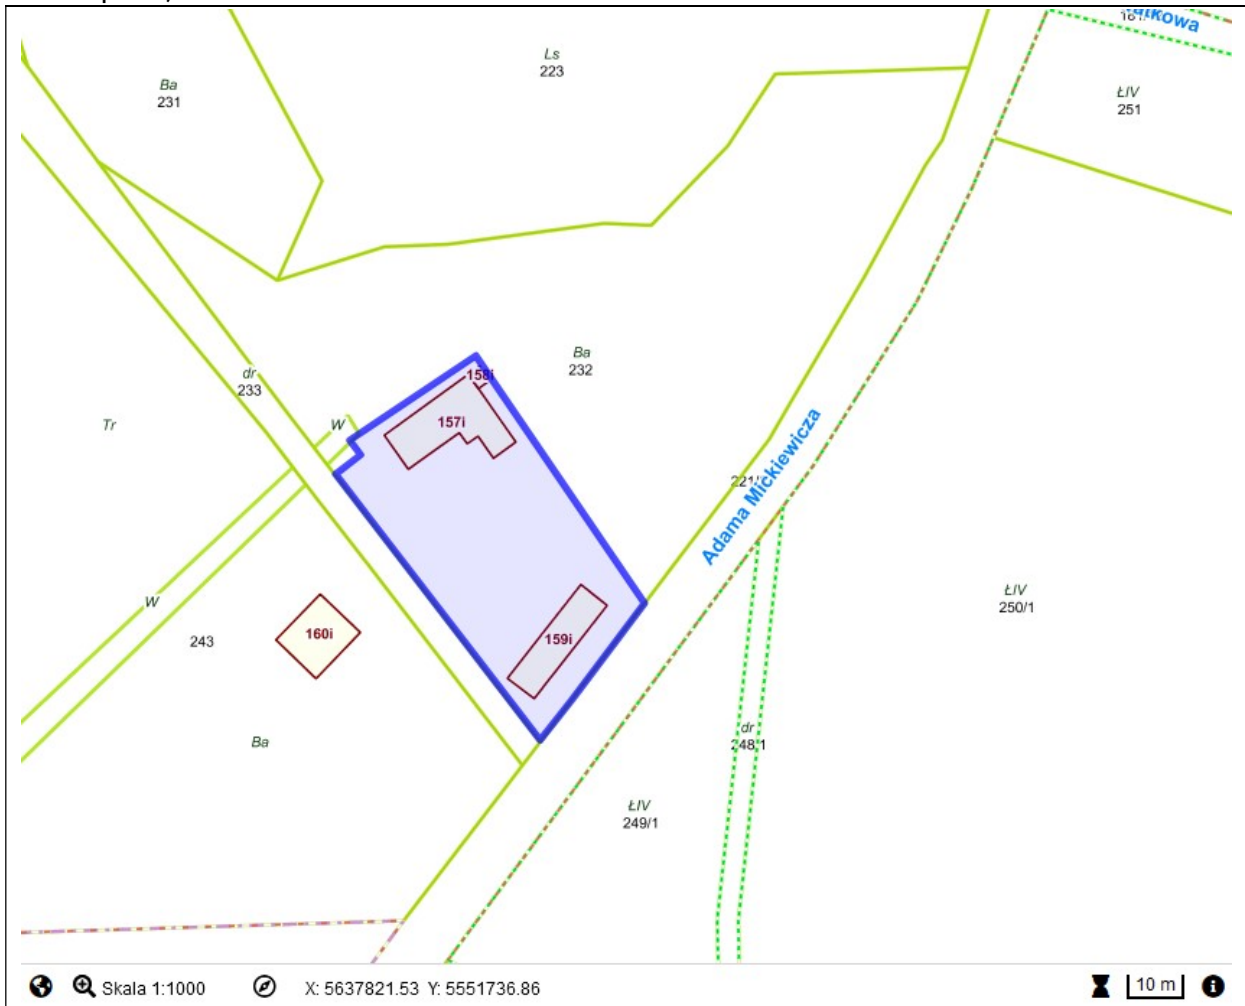 Ls
223
Ba
231
ŁIV
251
Ba
232
dr
233
158i
157i
W
Tr
221/
Adama Mickiewicza
W
ŁIV
250/1
160i
159i
243
dr
248/1
Ba
ŁIV
249/1
Skala 1:1000
X: 5637821.53 Y: 5551736.86
10 m